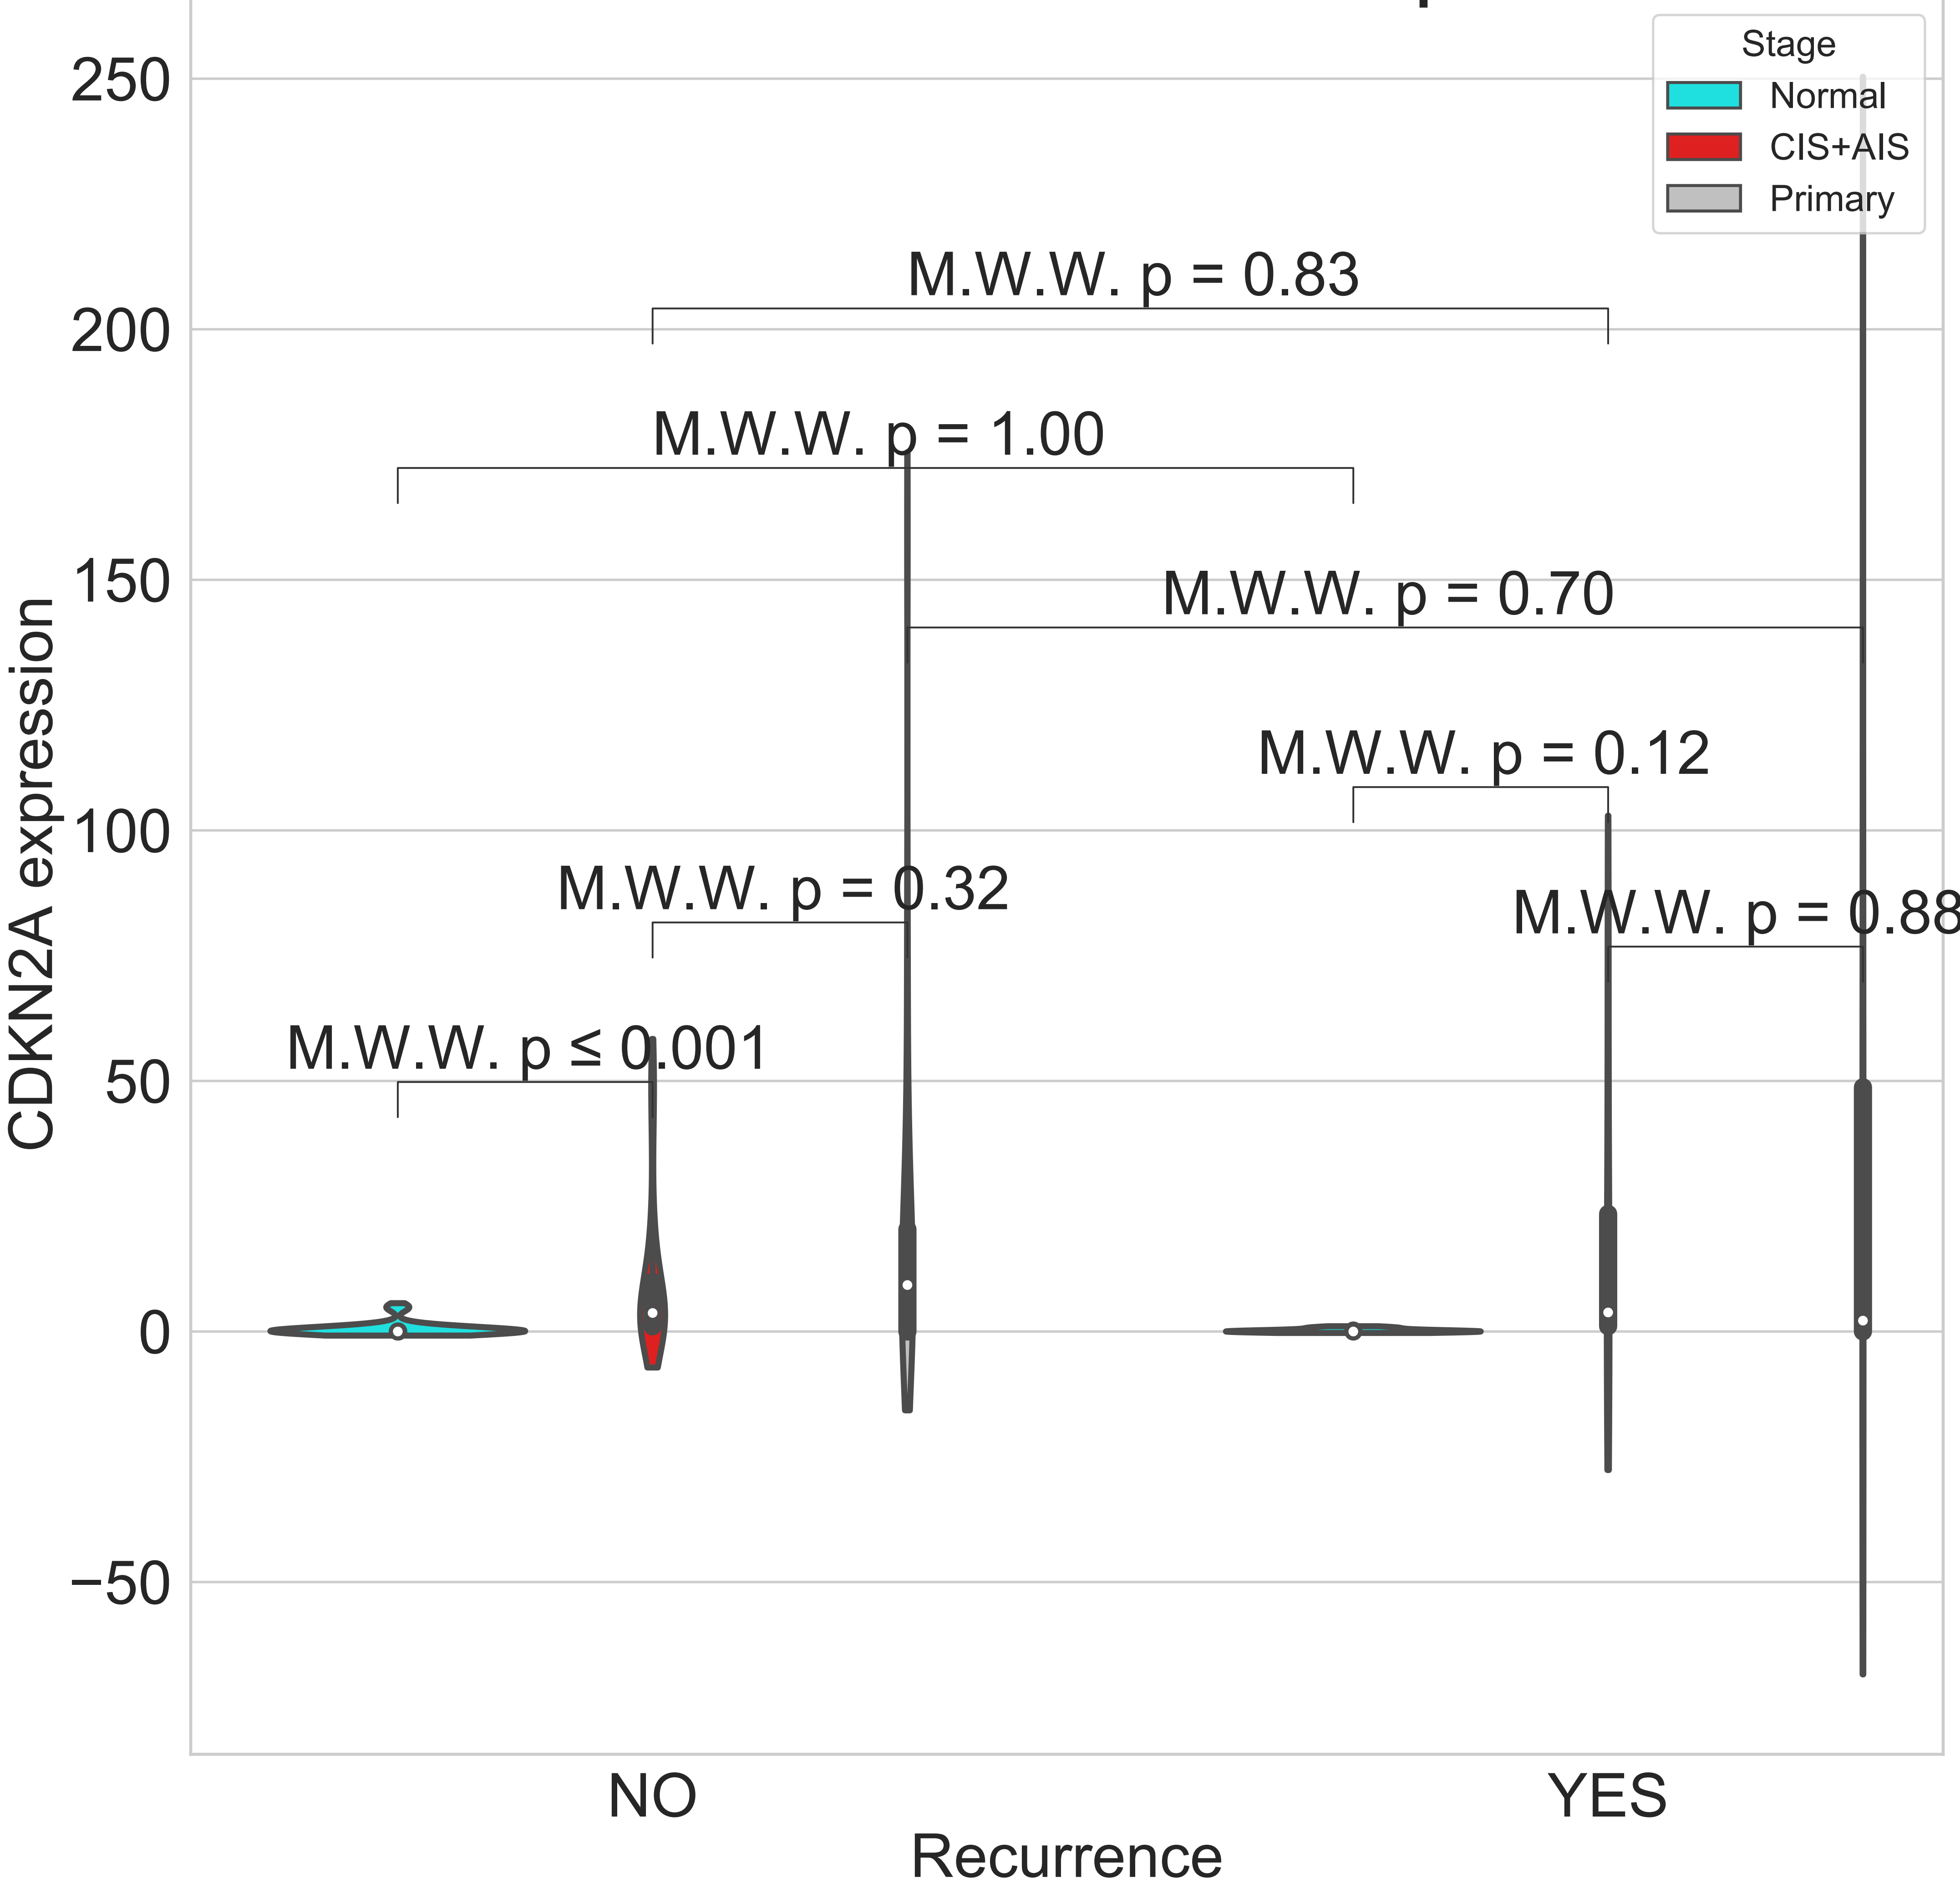 Stage
Normal
CIS+AIS
Primary
250
200
150
100
50
0
−50
CDKN2A expression
M.W.W. p = 0.83
M.W.W. p = 1.00
M.W.W. p = 0.70
M.W.W. p = 0.12
M.W.W. p = 0.32
M.W.W. p = 0.88
M.W.W. p ≤ 0.001
NO
YES
Recurrence